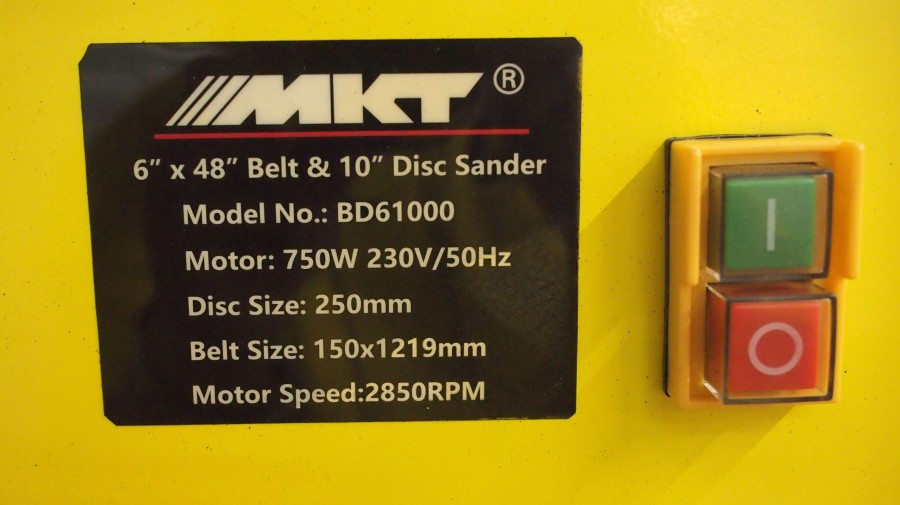 MKT®
6" x 48" Belt & 10" Disc Sander
Model No.: BD61000
Motor: 750W 230V/50Hz
Disc Size: 250mm
Belt Size: 150x1219mm
Motor Speed:2850RPM
I
O